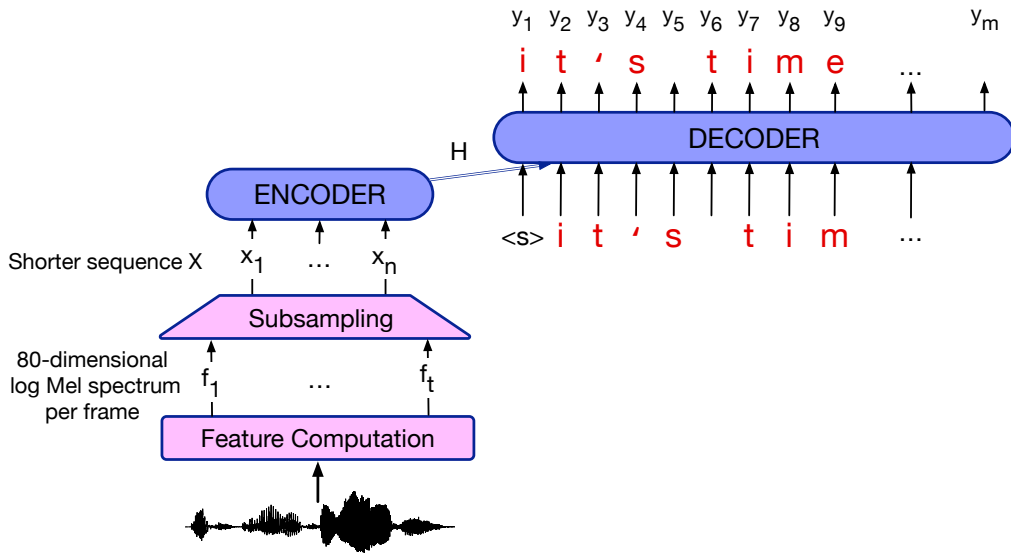 y1 y2 y3 y4 y5 y6 y7 y8 y9 ym
i t ' s t i m e ...
DECODER
H
ENCODER
<s> i t ' s t i m ...
Shorter sequence X x1 ... xn
Subsampling
80-dimensional
log Mel spectrum
per frame
f1 ... ft
Feature Computation